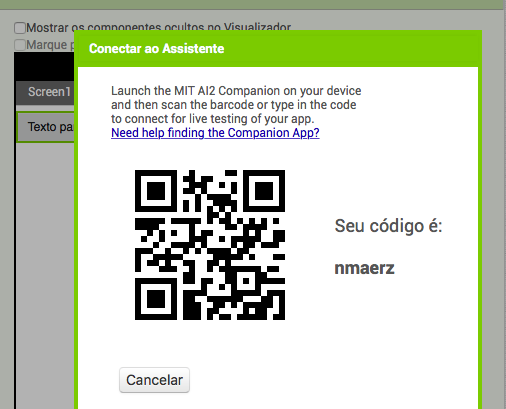 Mostrar os componentes ocultos no Visualizador
Marque
Conectar ao Assistente
Screen1
Texto
Launch the MIT AI2 Companion on your device
and then scan the barcode or type in the code
to connect for live testing of your app.
Need help finding the Companion App?
Seu código é:
nmaerz
Cancelar